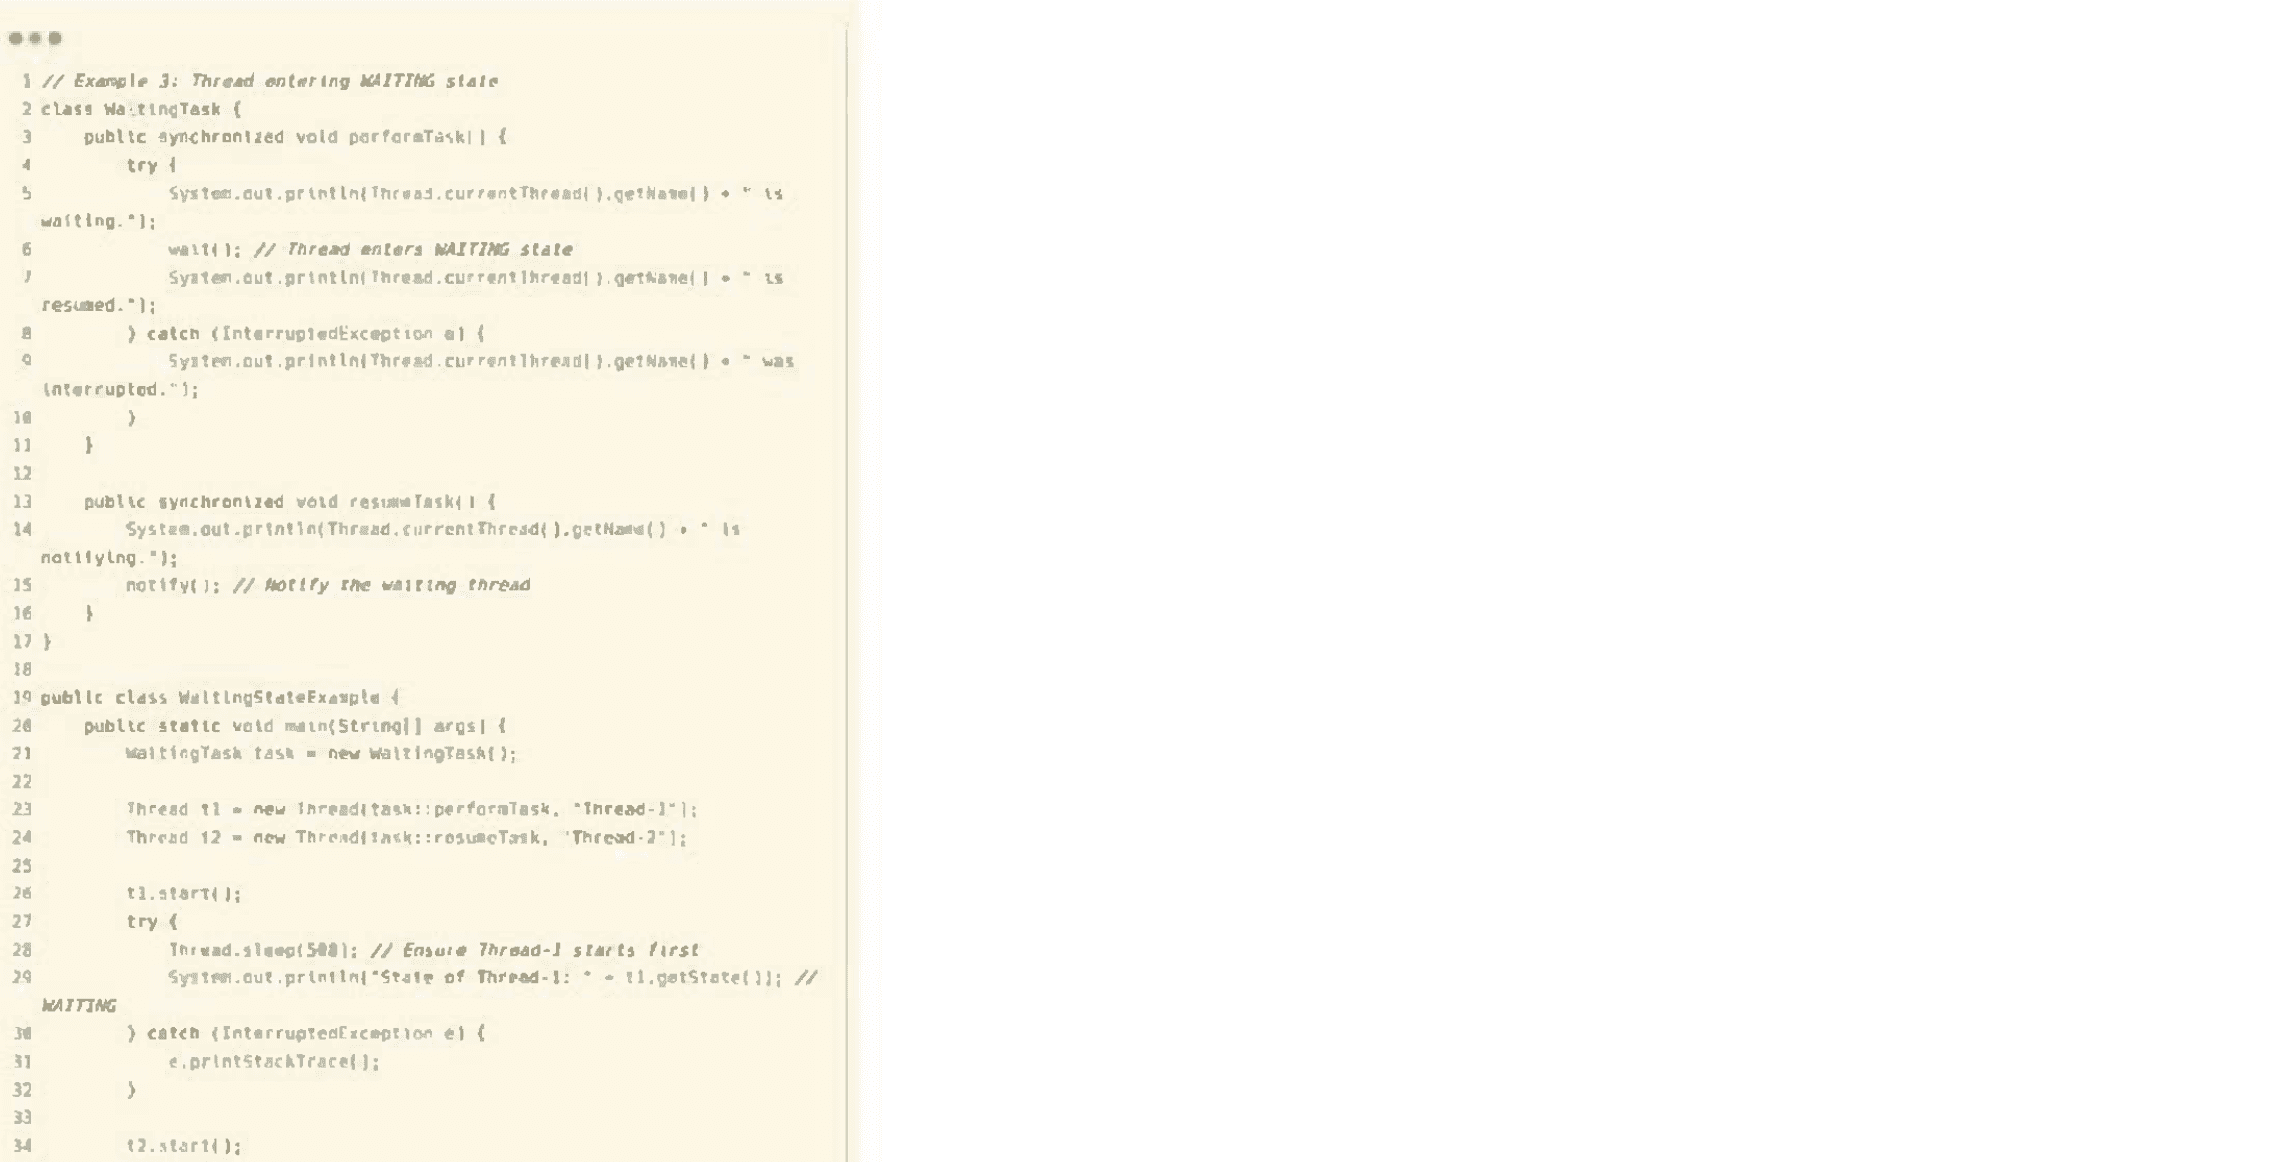 1 // Example 3: Thread entering WAITING state
2 class WaitingTask {
3 public synchronized void performTask() {
4 try {
5 System.out.println(Thread.currentThread().getName() + " is
waiting.");
6 wait(); // Thread enters WAITING state
7 System.out.println(Thread.currentThread().getName() + " is
resumed.");
8 } catch (InterruptedException e) {
9 System.out.println(Thread.currentThread().getName() + " was
interrupted.");
10 }
11 }
12
13 public synchronized void resumeTask() {
14 System.out.println(Thread.currentThread().getName() + " is
notifying.");
15 notify(); // Notify the waiting thread
16 }
17 }
18
19 public class WaitingStateExample {
20 public static void main(String[] args) {
21 WaitingTask task = new WaitingTask();
22
23 Thread t1 = new Thread(task::performTask, "Thread-1");
24 Thread t2 = new Thread(task::resumeTask, "Thread-2");
25
26 t1.start();
27 try {
28 Thread.sleep(500); // Ensure Thread-1 starts first
29 System.out.println("State of Thread-1: " + t1.getState()); //
WAITING
30 } catch (InterruptedException e) {
31 e.printStackTrace();
32 }
33
34 t2.start();